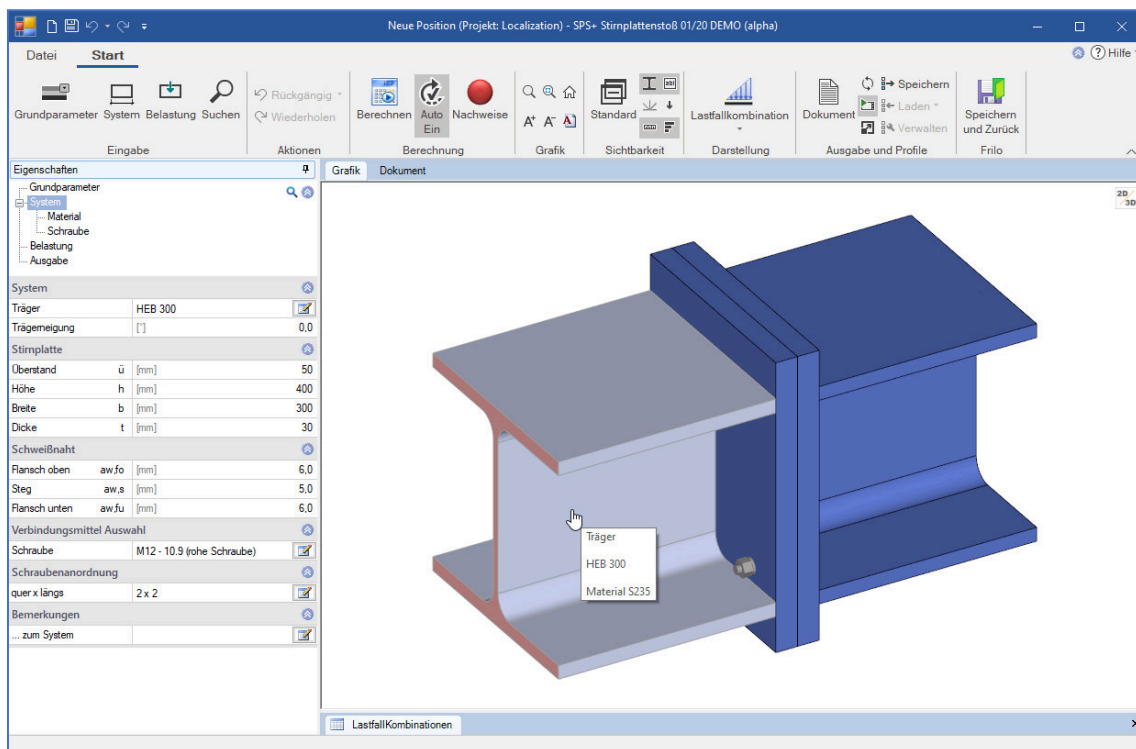 Neue Position (Projekt: Localization) - SPS+ Stirnplattenstoß 01/20 DEMO (alpha)
Datei Start Hilfe
Grundparameter System Belastung Suchen
Eingabe
Rückgängig
Wiederholen
Aktionen
Berechnen Auto Ein Nachweise
Berechnung
A+ A- A
Grafik
Standard
abl
Sichtbarkeit
Lastfallkombination
Darstellung
Dokument
Speichern
Laden
Verwalten
Ausgabe und Profile
Speichern
und Zurück
Frilo
Eigenschaften
Grundparameter
System
Material
Schraube
Belastung
Ausgabe
System
Träger HEB 300
Trägerneigung [°] 0,0
Stirnplatte
Überstand ü [mm] 50
Höhe h [mm] 400
Breite b [mm] 300
Dicke t [mm] 30
Schweißnaht
Flansch oben aw,fo [mm] 6,0
Steg aw,s [mm] 5,0
Flansch unten aw,fu [mm] 6,0
Verbindungsmittel Auswahl
Schraube M12 - 10.9 (rohe Schraube)
Schraubenanordnung
quer x längs 2 x 2
Bemerkungen
... zum System
Grafik Dokument
2D/
/3D
Träger
HEB 300
Material S235
LastfallKombinationen